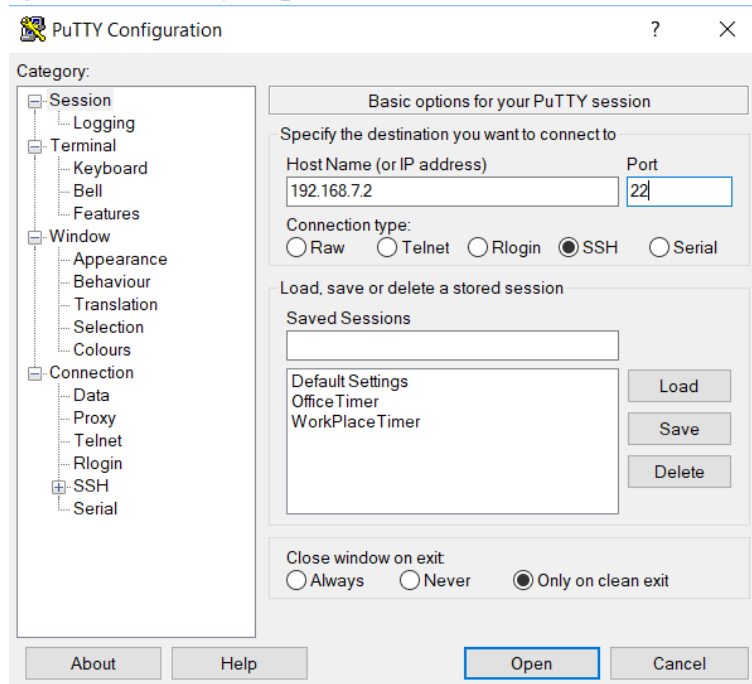 PuTTY Configuration ? ×
Category:
Session
Logging
Terminal
Keyboard
Bell
Features
Window
Appearance
Behaviour
Translation
Selection
Colours
Connection
Data
Proxy
Telnet
Rlogin
SSH
Serial
Basic options for your PuTTY session
Specify the destination you want to connect to
Host Name (or IP address) Port
192.168.7.2 22
Connection type:
Raw Telnet Rlogin SSH Serial
Load, save or delete a stored session
Saved Sessions
Default Settings
OfficeTimer
WorkPlaceTimer
Load
Save
Delete
Close window on exit:
Always Never Only on clean exit
About Help Open Cancel